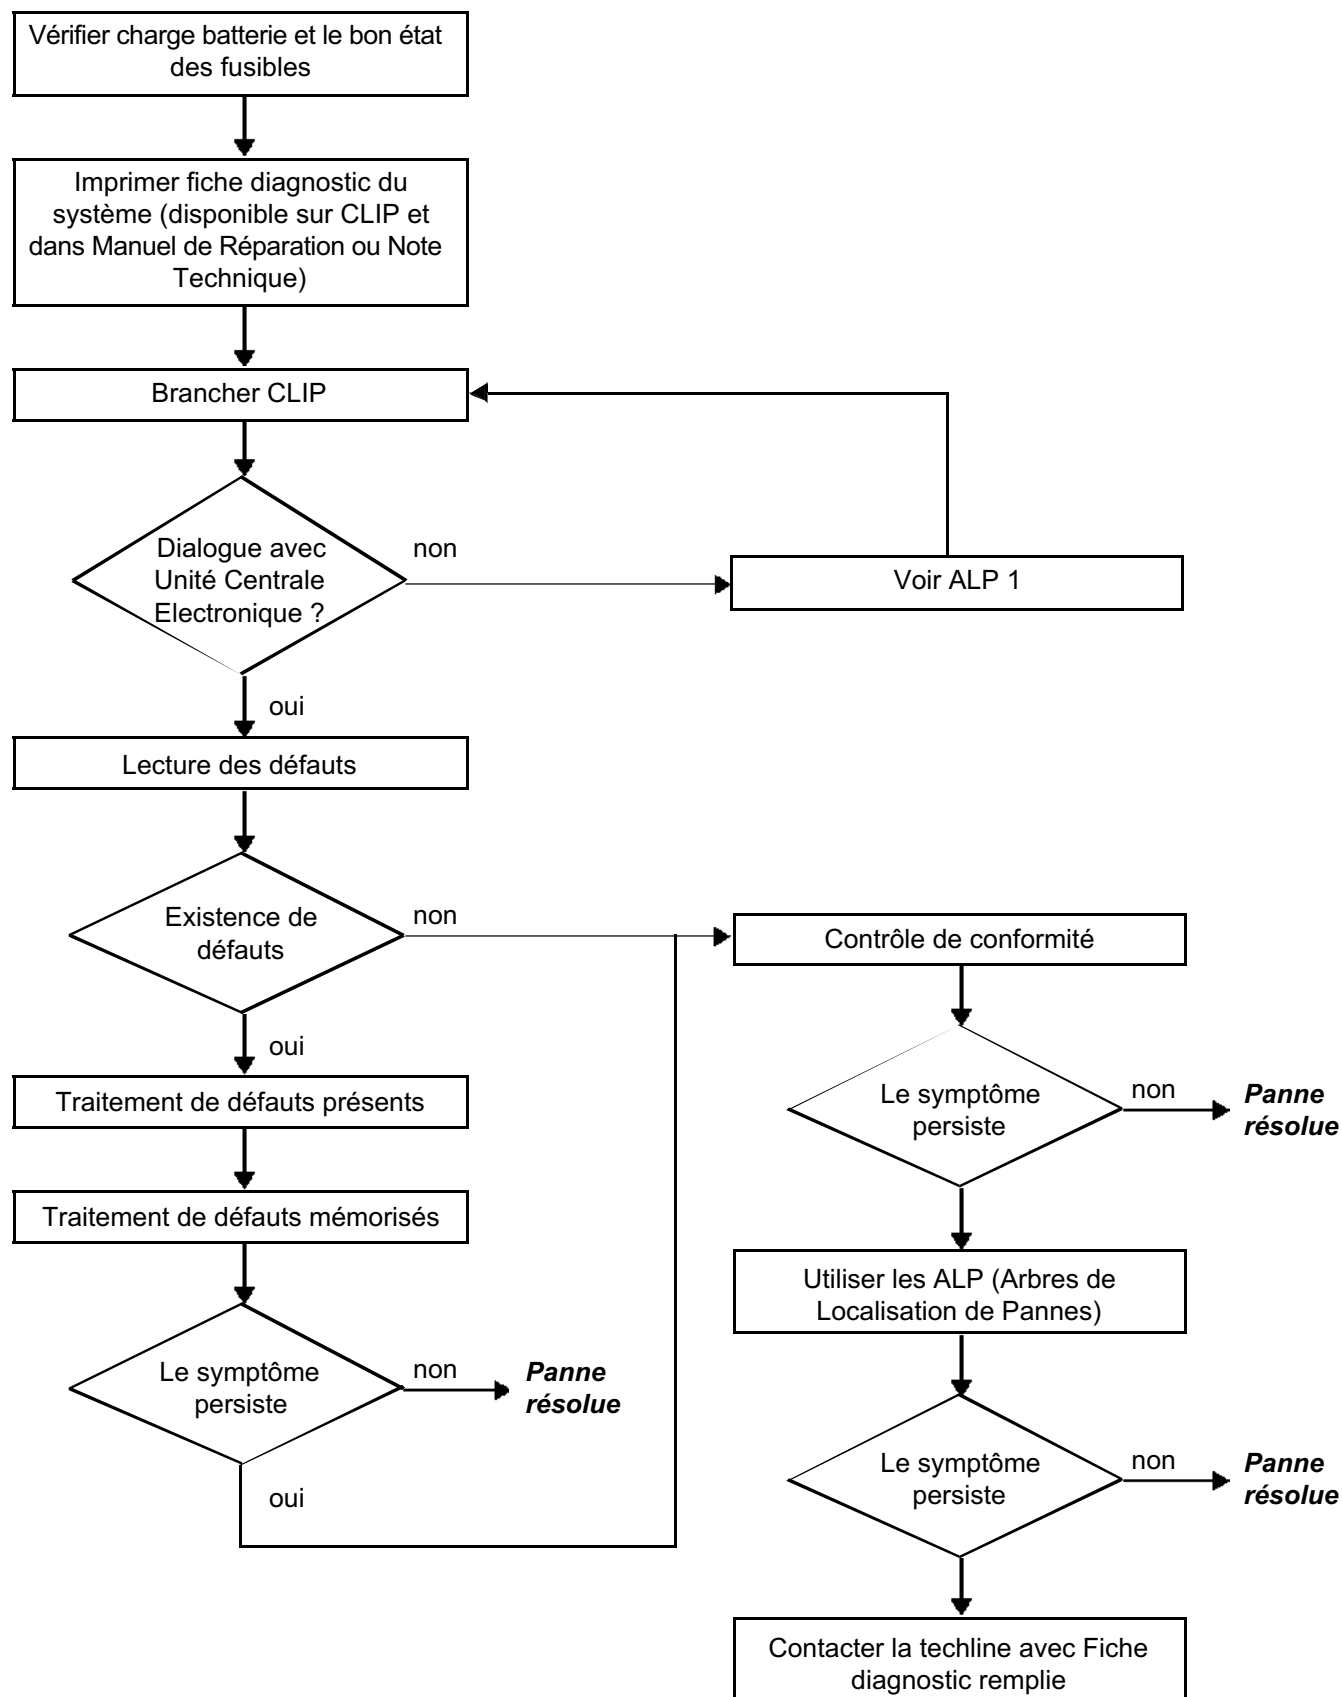 Vérifier charge batterie et le bon état
des fusibles
Imprimer fiche diagnostic du
système (disponible sur CLIP et
dans Manuel de Réparation ou Note
Technique)
Brancher CLIP
Dialogue avec
Unité Centrale
Electronique ?
non
Voir ALP 1
oui
Lecture des défauts
Existence de
défauts
non
Contrôle de conformité
oui
Traitement de défauts présents
Le symptôme
persiste
non
Panne
résolue
Traitement de défauts mémorisés
Utiliser les ALP (Arbres de
Localisation de Pannes)
Le symptôme
persiste
non
Panne
résolue
oui
Le symptôme
persiste
non
Panne
résolue
Contacter la techline avec Fiche
diagnostic remplie